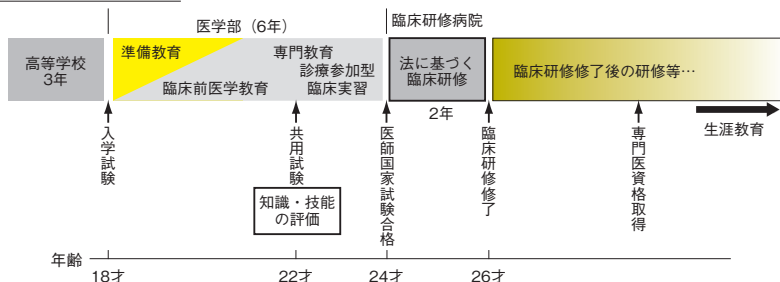 医学部（6年）
臨床研修病院
高等学校
3年
準備教育
臨床前医学教育
専門教育
診療参加型
臨床実習
法に基づく
臨床研修
2年
臨床研修修了後の研修等…
生涯教育
入学試験
共用試験
知識・技能
の評価
医師国家試験合格
臨床研修修了
専門医資格取得
年齢
18才
22才
24才
26才